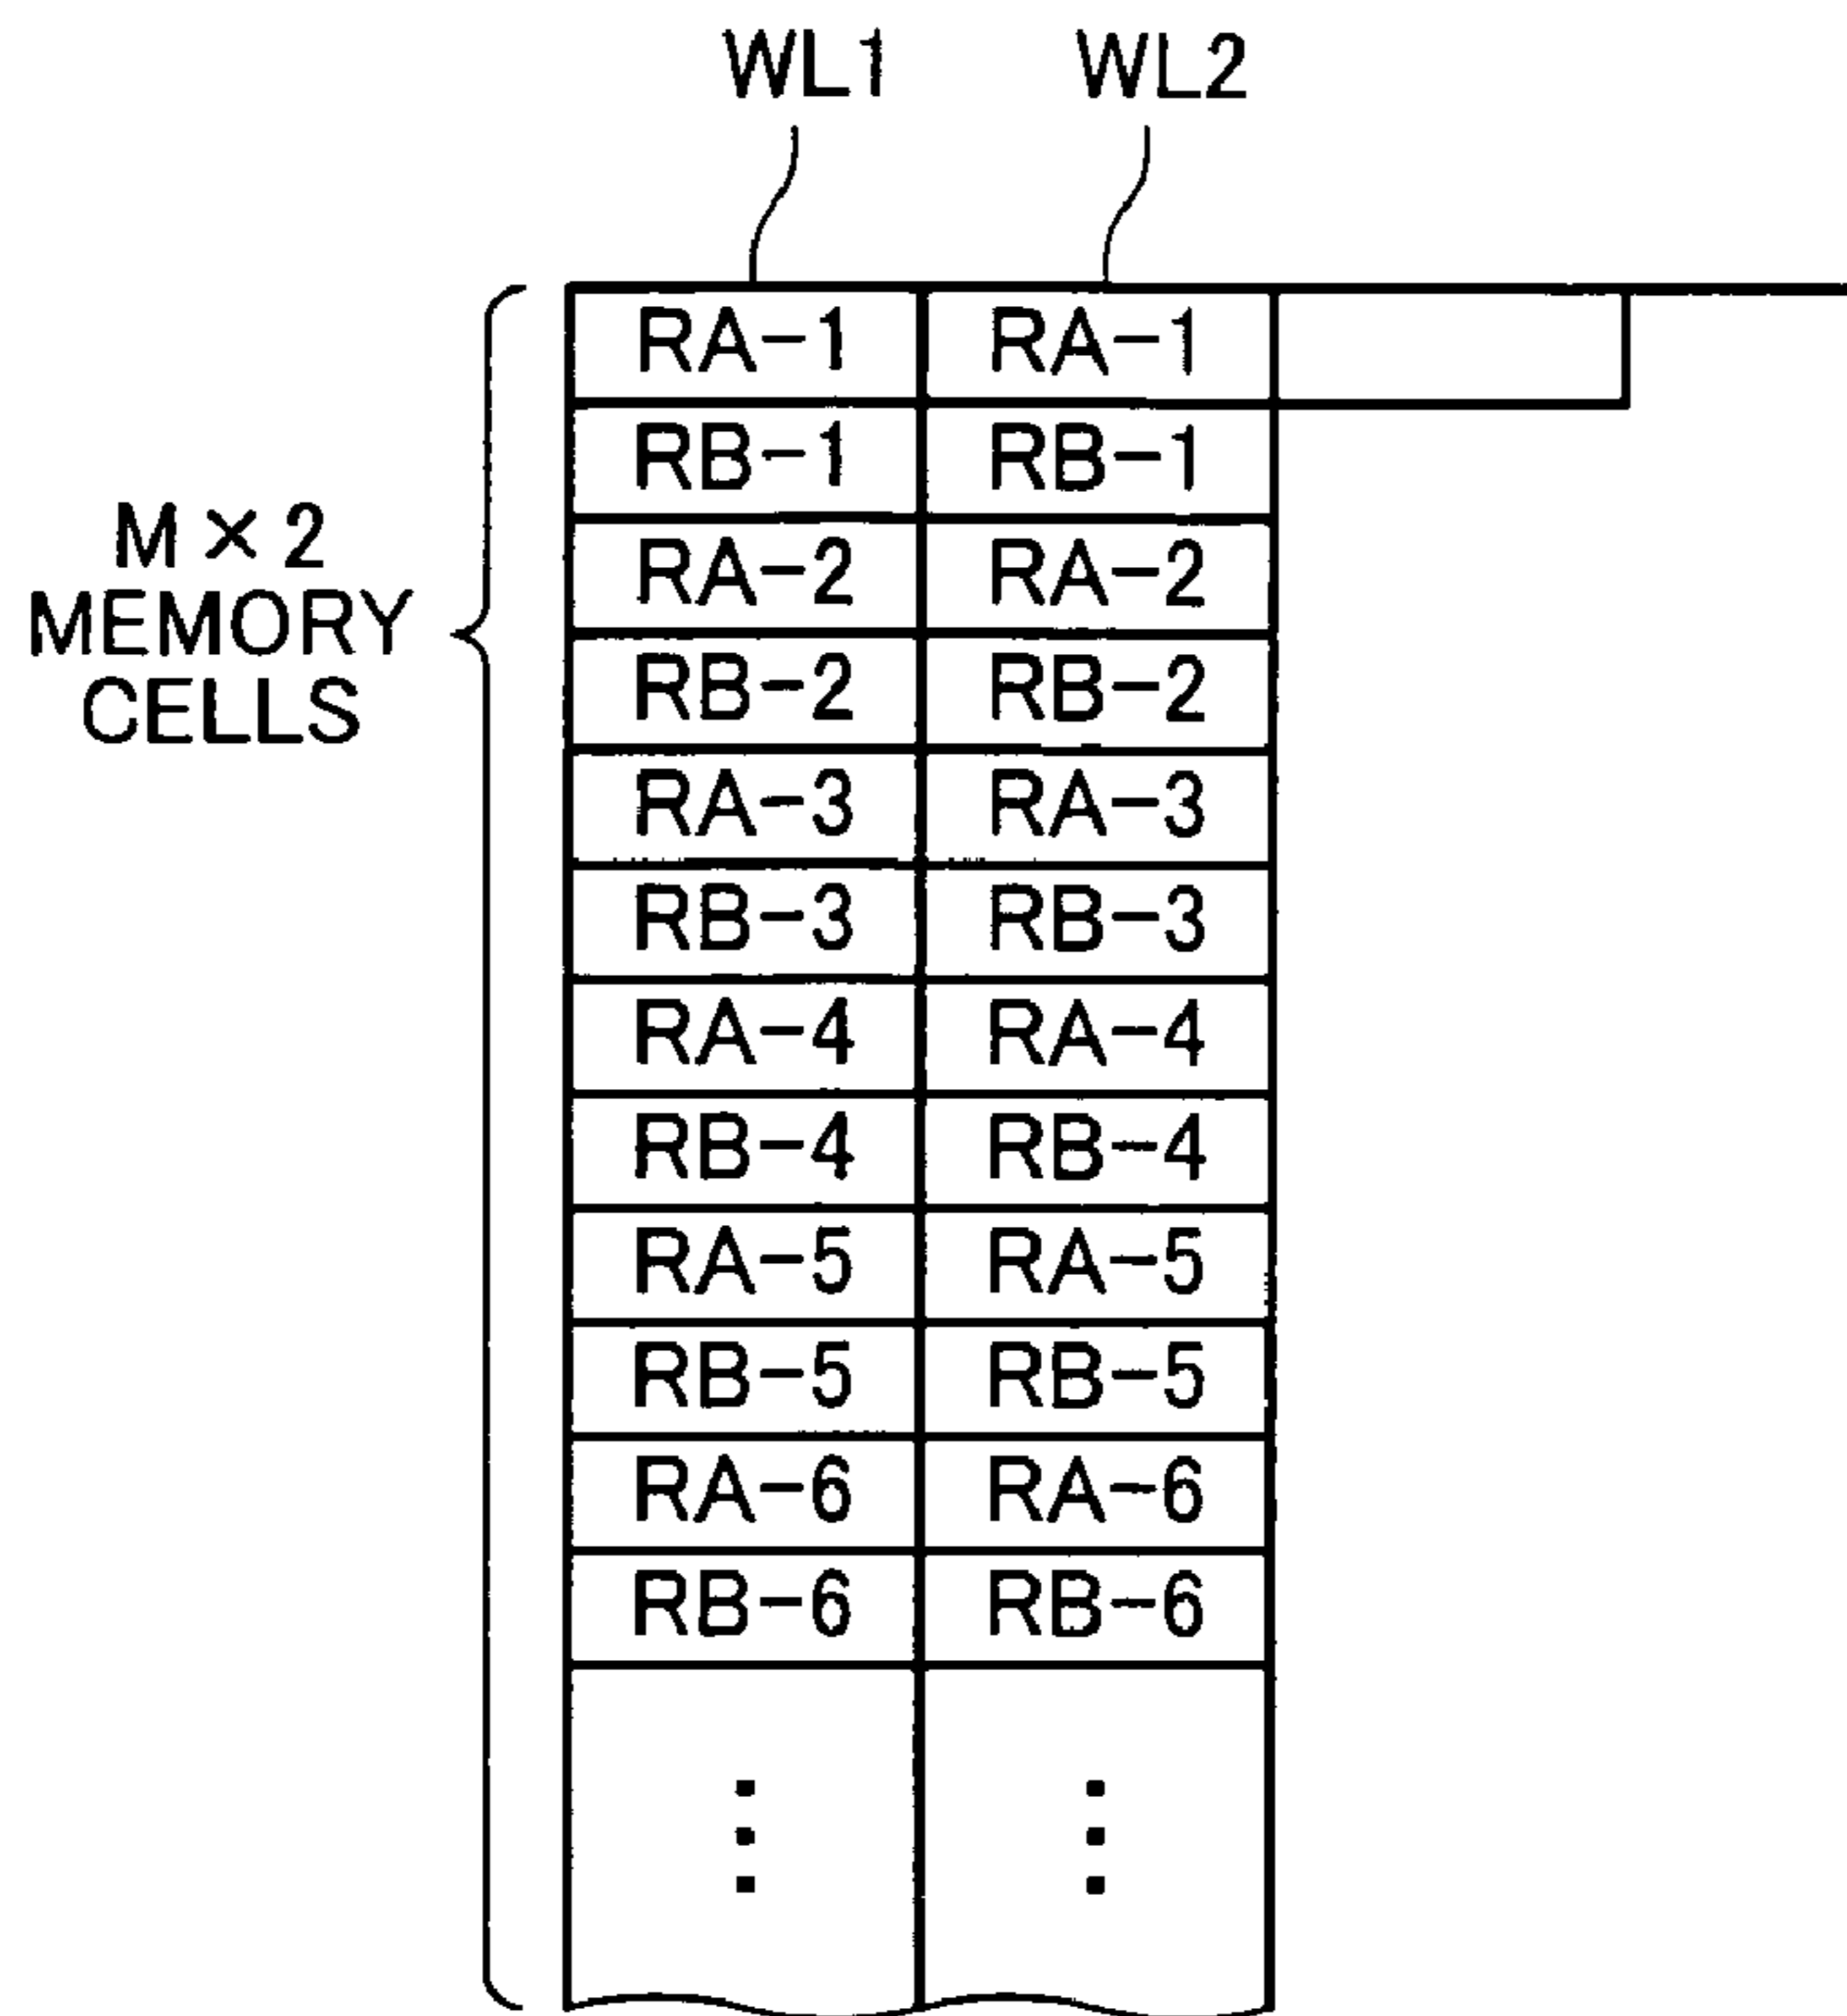 WL1 WL2
M×2
MEMORY
CELLS
RA-1 RA-1
RB-1 RB-1
RA-2 RA-2
RB-2 RB-2
RA-3 RA-3
RB-3 RB-3
RA-4 RA-4
RB-4 RB-4
RA-5 RA-5
RB-5 RB-5
RA-6 RA-6
RB-6 RB-6